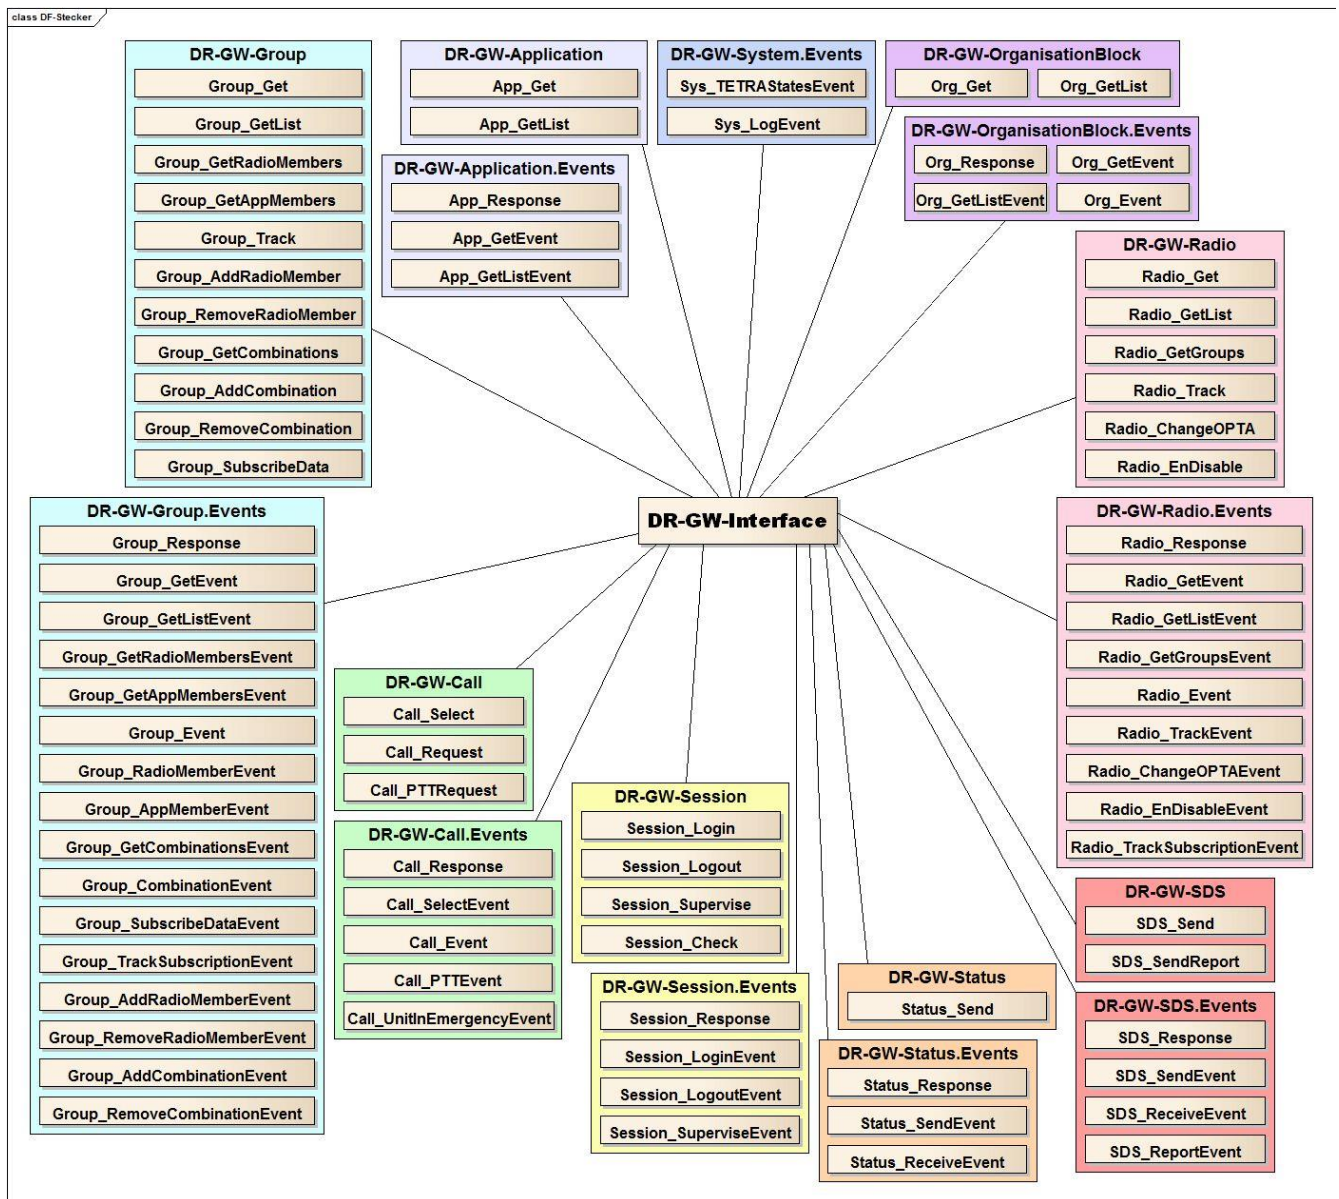 class DF-Stecker
DR-GW-Group
Group_Get
Group_GetList
Group_GetRadioMembers
Group_GetAppMembers
Group_Track
Group_AddRadioMember
Group_RemoveRadioMember
Group_GetCombinations
Group_AddCombination
Group_RemoveCombination
Group_SubscribeData
DR-GW-Application
App_Get
App_GetList
DR-GW-Application.Events
App_Response
App_GetEvent
App_GetListEvent
DR-GW-System.Events
Sys_TETRAStatesEvent
Sys_LogEvent
DR-GW-OrganisationBlock
Org_Get Org_GetList
DR-GW-OrganisationBlock.Events
Org_Response Org_GetEvent
Org_GetListEvent Org_Event
DR-GW-Radio
Radio_Get
Radio_GetList
Radio_GetGroups
Radio_Track
Radio_ChangeOPTA
Radio_EnDisable
DR-GW-Interface
DR-GW-Group.Events
Group_Response
Group_GetEvent
Group_GetListEvent
Group_GetRadioMembersEvent
Group_GetAppMembersEvent
Group_Event
Group_RadioMemberEvent
Group_AppMemberEvent
Group_GetCombinationsEvent
Group_CombinationEvent
Group_SubscribeDataEvent
Group_TrackSubscriptionEvent
Group_AddRadioMemberEvent
Group_RemoveRadioMemberEvent
Group_AddCombinationEvent
Group_RemoveCombinationEvent
DR-GW-Call
Call_Select
Call_Request
Call_PTTRequest
DR-GW-Call.Events
Call_Response
Call_SelectEvent
Call_Event
Call_PTTEvent
Call_UnitInEmergencyEvent
DR-GW-Session
Session_Login
Session_Logout
Session_Supervise
Session_Check
DR-GW-Session.Events
Session_Response
Session_LoginEvent
Session_LogoutEvent
Session_SuperviseEvent
DR-GW-Status
Status_Send
DR-GW-Status.Events
Status_Response
Status_SendEvent
Status_ReceiveEvent
DR-GW-Radio.Events
Radio_Response
Radio_GetEvent
Radio_GetListEvent
Radio_GetGroupsEvent
Radio_Event
Radio_TrackEvent
Radio_ChangeOPTAEvent
Radio_EnDisableEvent
Radio_TrackSubscriptionEvent
DR-GW-SDS
SDS_Send
SDS_SendReport
DR-GW-SDS.Events
SDS_Response
SDS_SendEvent
SDS_ReceiveEvent
SDS_ReportEvent